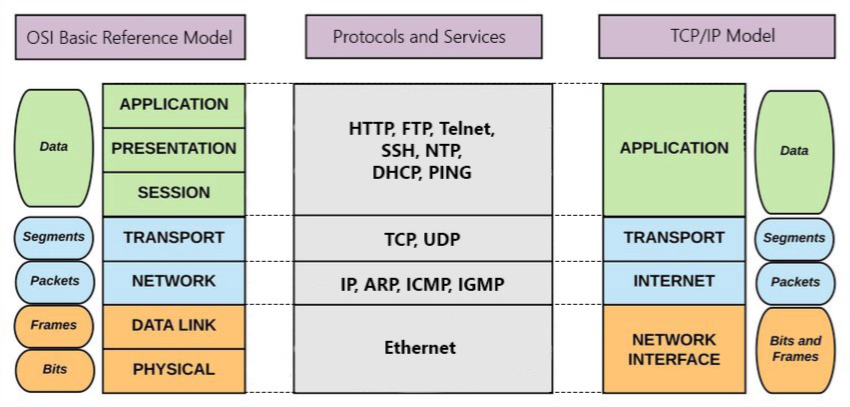 OSI Basic Reference Model
Protocols and Services
TCP/IP Model
Data
APPLICATION
PRESENTATION
SESSION
HTTP, FTP, Telnet,
SSH, NTP,
DHCP, PING
APPLICATION
Data
Segments
TRANSPORT
TCP, UDP
TRANSPORT
Segments
Packets
NETWORK
IP, ARP, ICMP, IGMP
INTERNET
Packets
Frames
DATA LINK
Bits
PHYSICAL
Ethernet
NETWORK
INTERFACE
Bits and
Frames